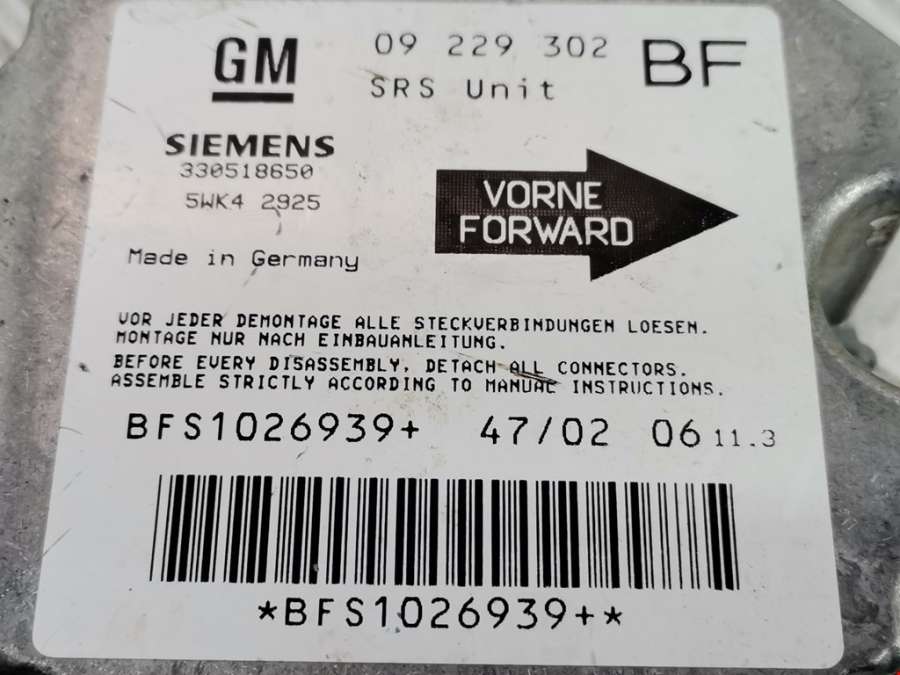 GM
09 229 302
BF
SRS Unit
SIEMENS
330518650
5WK4 2925
VORNE
FORWARD
Made in Germany
VOR JEDER DEMONTAGE ALLE STECKVERBINDUNGEN LOESEN.
MONTAGE NUR NACH EINBAUANLEITUNG.
BEFORE EVERY DISASSEMBLY, DETACH ALL CONNECTORS.
ASSEMBLE STRICTLY ACCORDING TO MANUAL INSTRUCTIONS.
BFS1026939+ 47/02 06 11.3
*BFS1026939+*